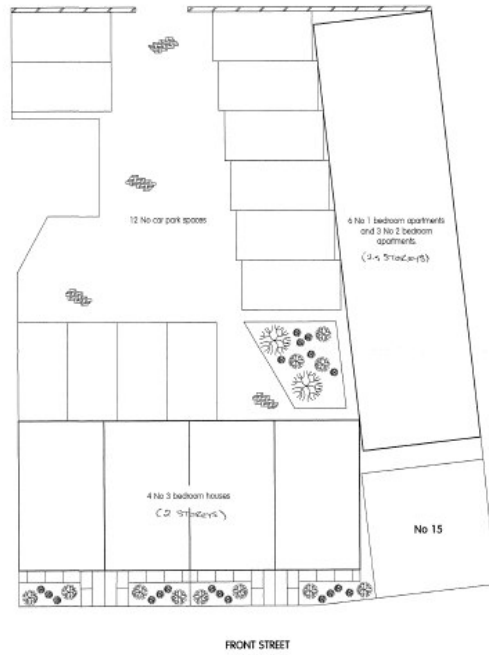 12 No car park spaces
6 No 1 bedroom apartments
and 3 No 2 bedroom
apartments.
(2.5 STOREYS)
4 No 3 bedroom houses
(2 STOREYS)
No 15
FRONT STREET